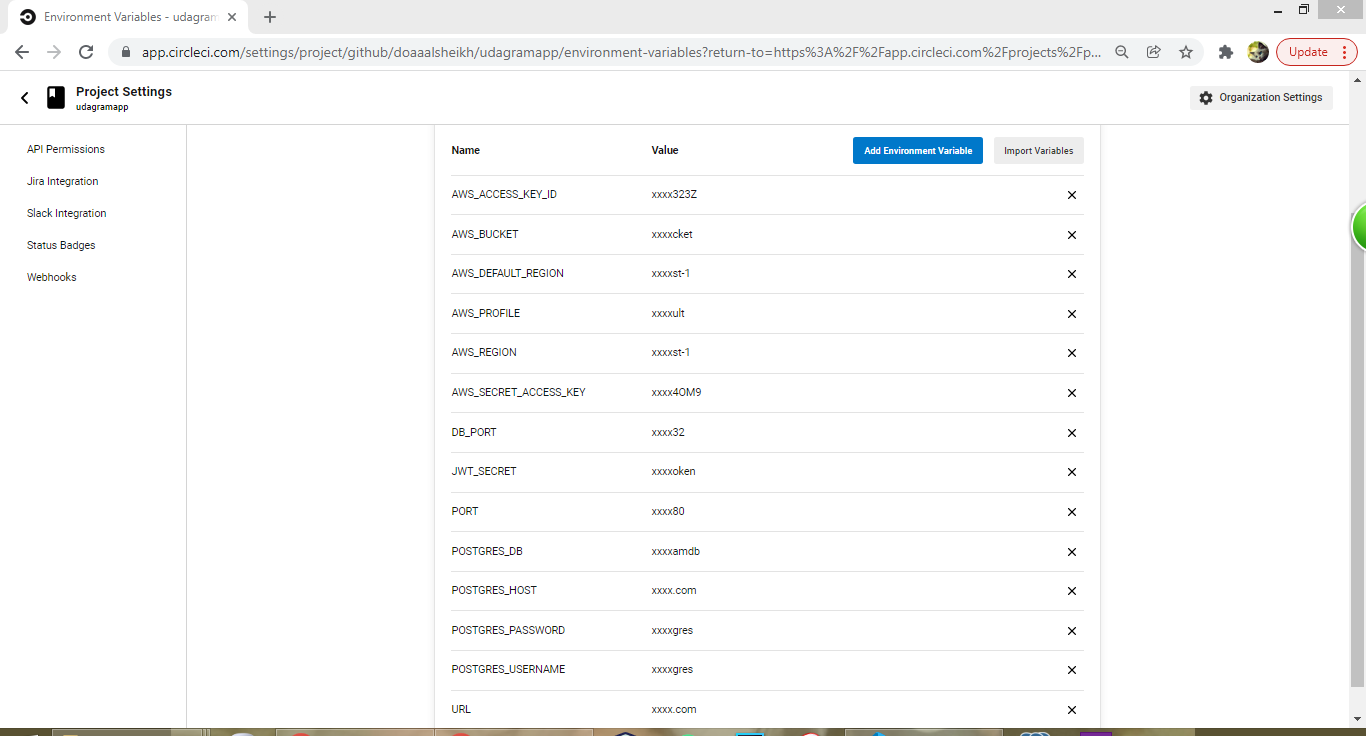 Environment Variables - udagram
app.circleci.com/settings/project/github/doaaalsheikh/udagramapp/environment-variables?return-to=https%3A%2F%2Fapp.circleci.com%2Fprojects%2Fp...
Update
Project Settings
udagramapp
Organization Settings
API Permissions
Jira Integration
Slack Integration
Status Badges
Webhooks
Name Value Add Environment Variable Import Variables
AWS_ACCESS_KEY_ID xxxx323Z
AWS_BUCKET xxxxcket
AWS_DEFAULT_REGION xxxxst-1
AWS_PROFILE xxxxult
AWS_REGION xxxxst-1
AWS_SECRET_ACCESS_KEY xxxx4OM9
DB_PORT xxxx32
JWT_SECRET xxxxoken
PORT xxxx80
POSTGRES_DB xxxxamdb
POSTGRES_HOST xxxx.com
POSTGRES_PASSWORD xxxxgres
POSTGRES_USERNAME xxxxgres
URL xxxx.com